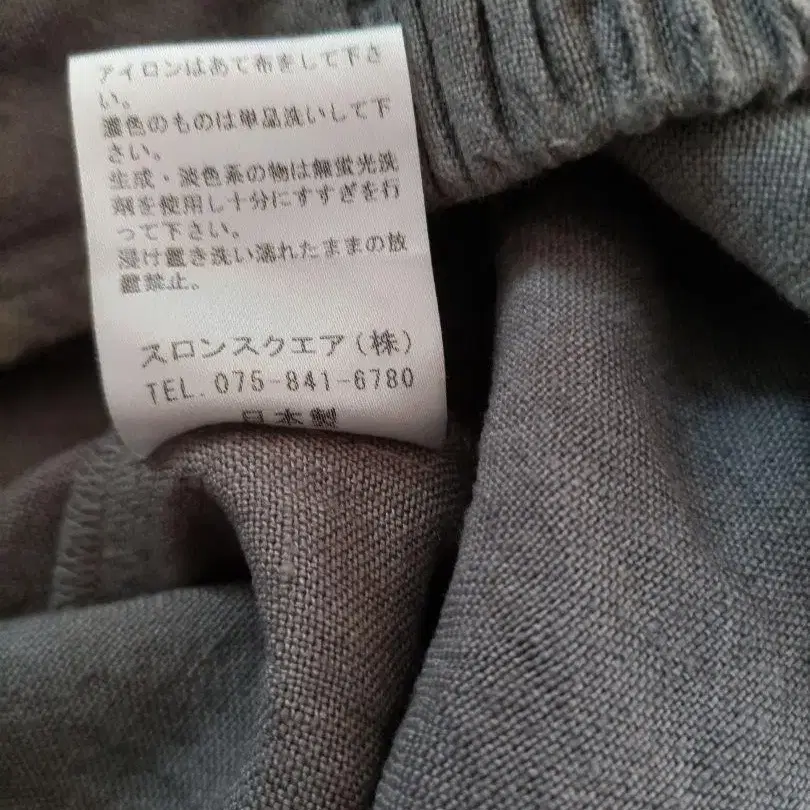 アイロンはあて布をして下さ
い。
濃色のものは単品洗いして下
さい。
生成・淡色系の物は無蛍光洗
剤を使用し十分にすすぎを行
って下さい。
浸け置き洗い濡れたままの放
置禁止。
スロンスクエア(株)
TEL. 075-841-6780
日本製